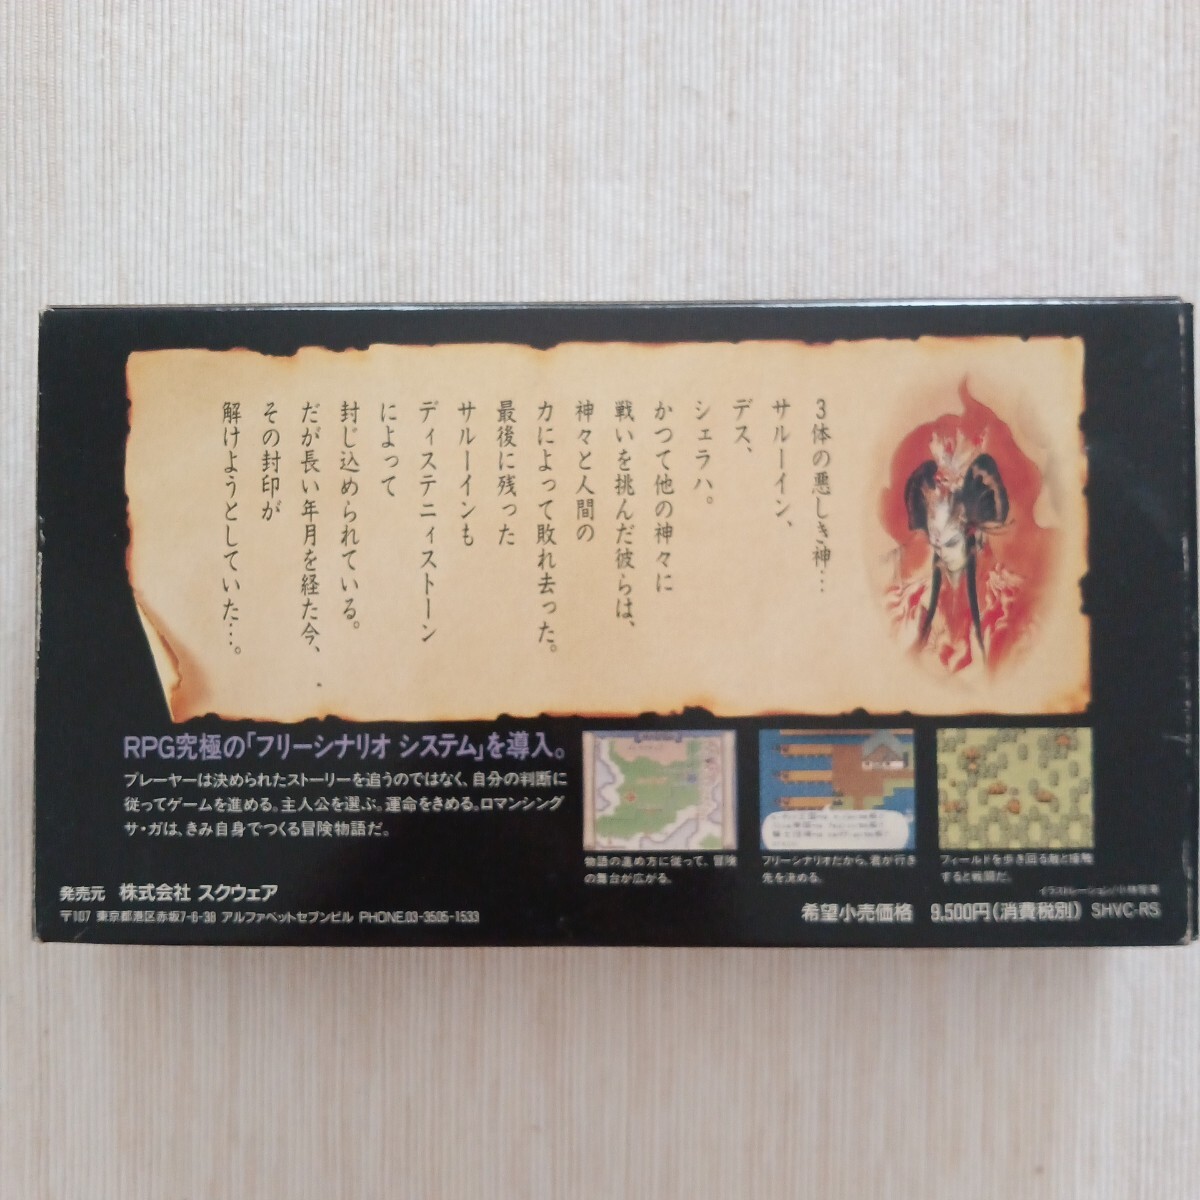 3体の悪しき神…
サルーイン、
デス、
シェラハ。
かつて他の神々に
戦いを挑んだ彼らは、
神々と人間の
力によって敗れ去った。
最後に残った
サルーインも
ディステニィストーン
によって
封じ込められている。
だが長い年月を経た今、
その封印が
解けようとしていた…。
RPG究極の「フリーシナリオ システム」を導入。
プレーヤーは決められたストーリーを追うのではなく、自分の判断に
従ってゲームを進める。主人公を選ぶ。運命をきめる。ロマンシング
サ・ガは、きみ自身でつくる冒険物語だ。
物語の進め方に従って、冒険
の舞台が広がる。
フリーシナリオだから、君が行き
先を決める。
フィールドを歩き回る敵と接触
すると戦闘だ。
イラストレーション/小林智美
発売元 株式会社 スクウェア
〒107 東京都港区赤坂7-6-38 アルファベットセブンビル PHONE.03-3505-1533
希望小売価格 9,500円(消費税別) SHVC-RS